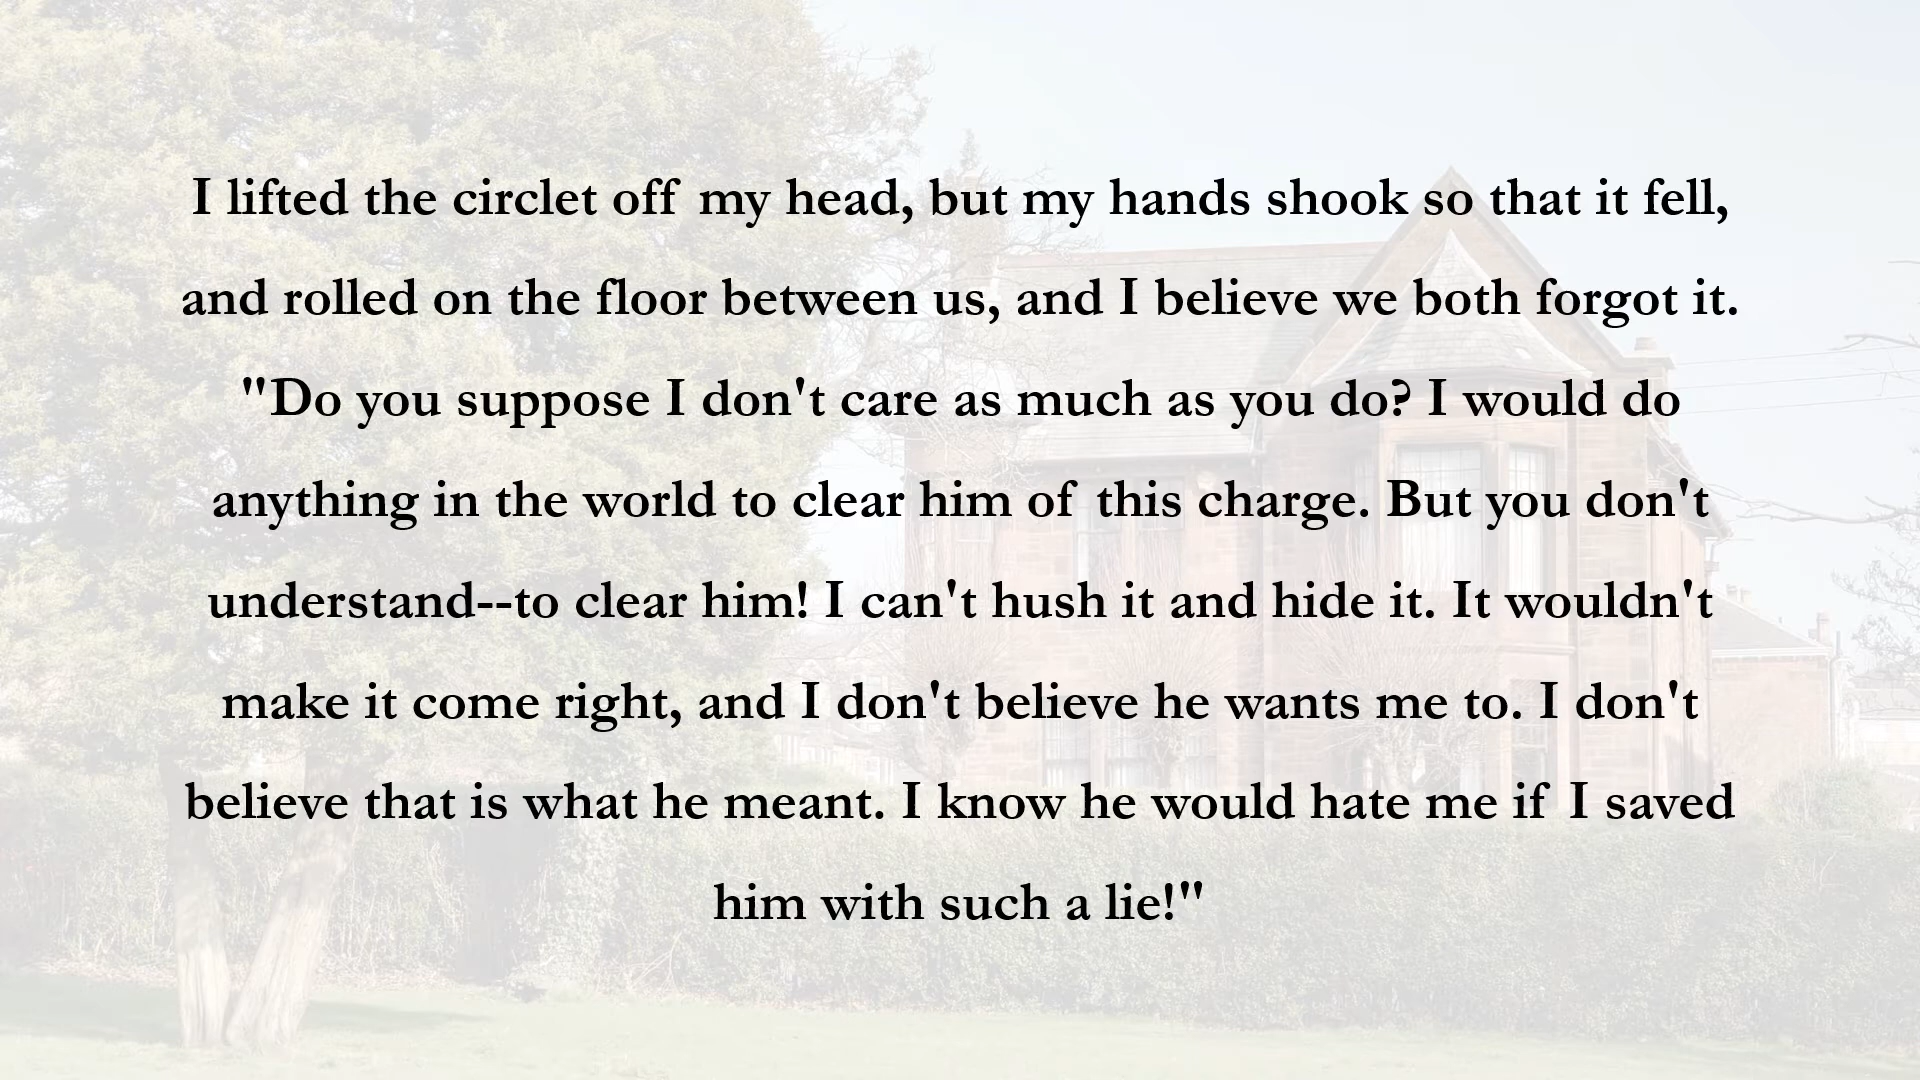 I lifted the circlet off my head, but my hands shook so that it fell,
and rolled on the floor between us, and I believe we both forgot it.
"Do you suppose I don't care as much as you do? I would do
anything in the world to clear him of this charge. But you don't
understand--to clear him! I can't hush it and hide it. It wouldn't
make it come right, and I don't believe he wants me to. I don't
believe that is what he meant. I know he would hate me if I saved
him with such a lie!"